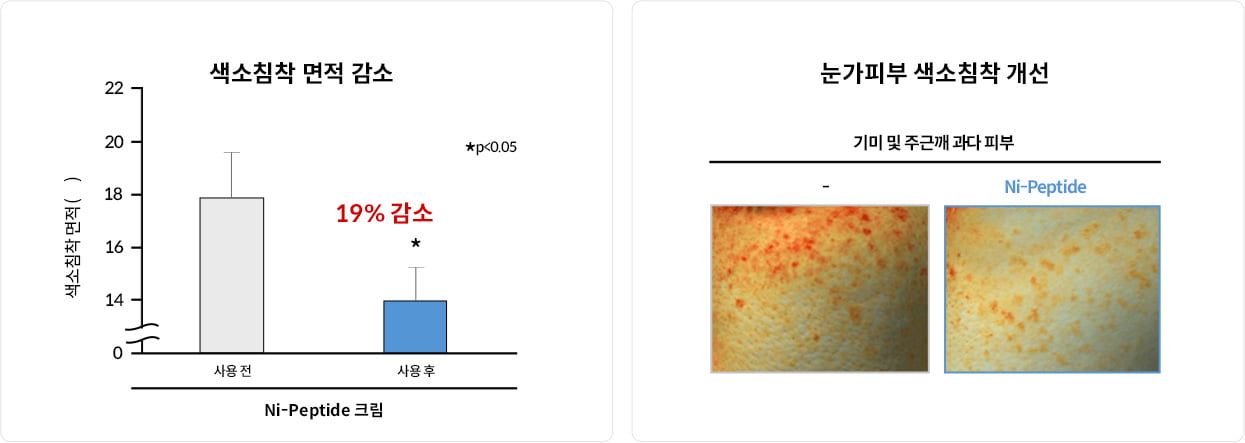 색소침착 면적 감소
22
20
18
16
14
0
색소침착 면적 ( )
*p<0.05
19% 감소
*
사용 전
사용 후
Ni-Peptide 크림
눈가피부 색소침착 개선
기미 및 주근깨 과다 피부
-
Ni-Peptide